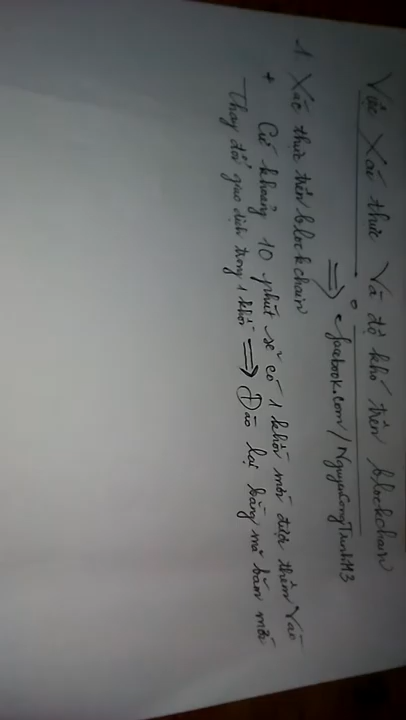 Việc Xác thực Và độ khó trên blockchain
=> facebook.com/NguyenCongTrinh113
1. Xác thực trên blockchain
+ Cứ khoảng 10 phút sẽ có 1 khối mới được thêm vào
Thay đổi giao dịch trong 1 khối => Đào lại bằng mã băm mới